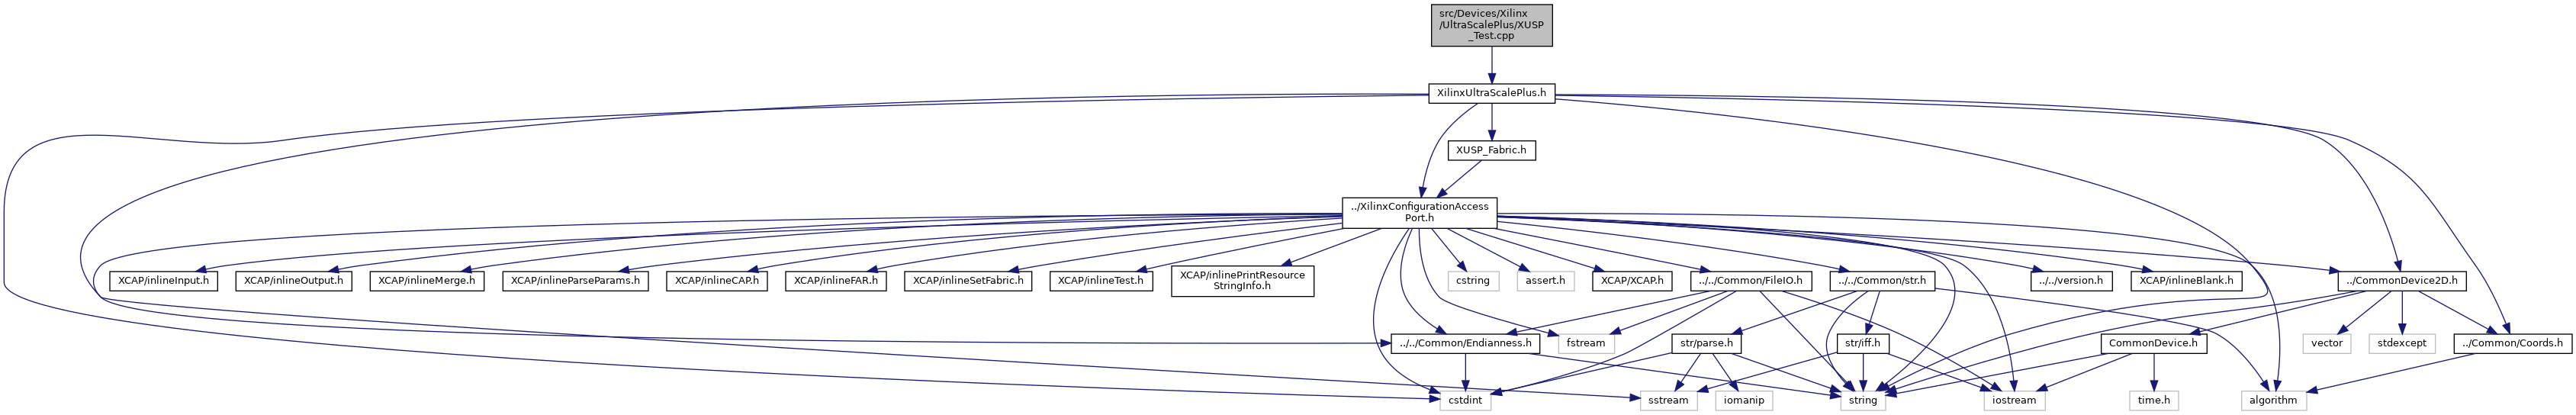 src/Devices/Xilinx
/UltraScalePlus/XUSP
_Test.cpp
XilinxUltraScalePlus.h
XUSP_Fabric.h
../XilinxConfigurationAccess
Port.h
XCAP/inlineInput.h
XCAP/inlineOutput.h
XCAP/inlineMerge.h
XCAP/inlineParseParams.h
XCAP/inlineCAP.h
XCAP/inlineFAR.h
XCAP/inlineSetFabric.h
XCAP/inlineTest.h
XCAP/inlinePrintResource
StringInfo.h
cstring
assert.h
XCAP/XCAP.h
../../Common/FileIO.h
../../Common/str.h
../../version.h
XCAP/inlineBlank.h
../CommonDevice2D.h
../../Common/Endianness.h
fstream
str/parse.h
str/iff.h
CommonDevice.h
vector
stdexcept
../Common/Coords.h
cstdint
sstream
iomanip
string
iostream
time.h
algorithm